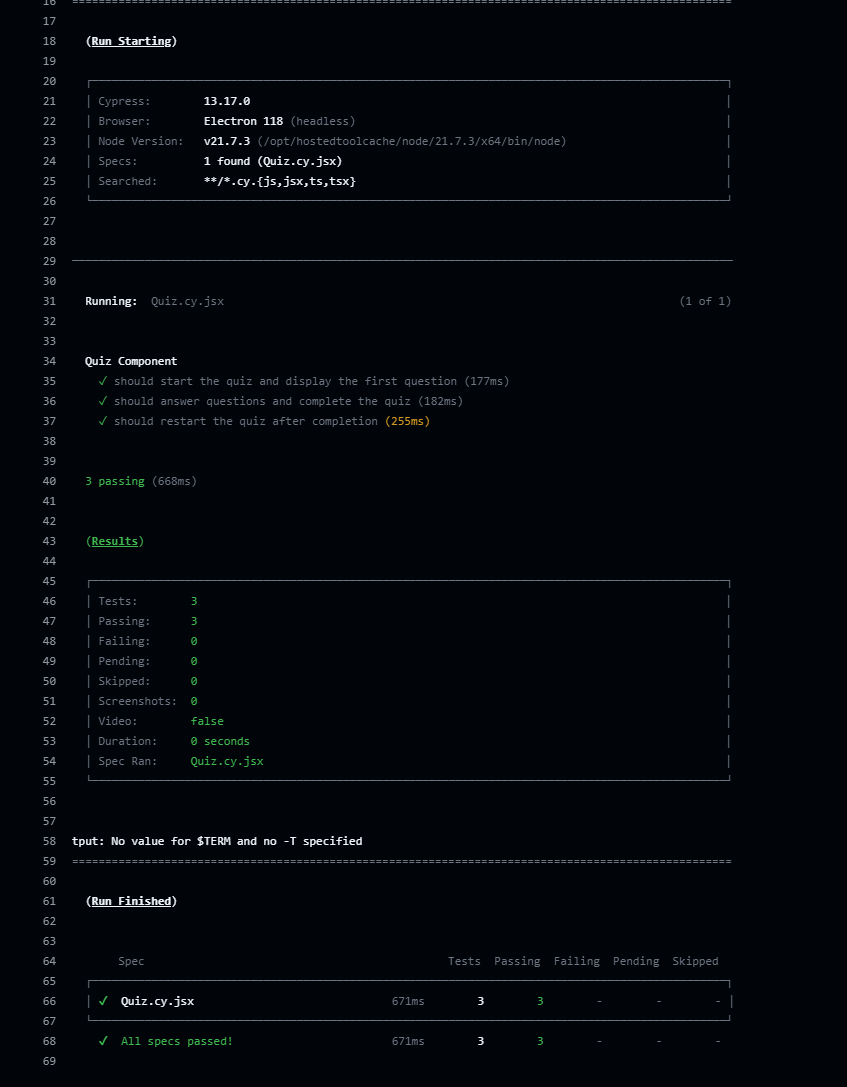 16 ====================================================================================================
17
18 (Run Starting)
19
20 ┌────────────────────────────────────────────────────────────────────────────────────────────────┐
21 │ Cypress: 13.17.0 │
22 │ Browser: Electron 118 (headless) │
23 │ Node Version: v21.7.3 (/opt/hostedtoolcache/node/21.7.3/x64/bin/node) │
24 │ Specs: 1 found (Quiz.cy.jsx) │
25 │ Searched: **/*.cy.{js,jsx,ts,tsx} │
26 └────────────────────────────────────────────────────────────────────────────────────────────────┘
27
28
29 ────────────────────────────────────────────────────────────────────────────────────────────────────
30
31 Running: Quiz.cy.jsx (1 of 1)
32
33
34 Quiz Component
35 ✓ should start the quiz and display the first question (177ms)
36 ✓ should answer questions and complete the quiz (182ms)
37 ✓ should restart the quiz after completion (255ms)
38
39
40 3 passing (668ms)
41
42
43 (Results)
44
45 ┌────────────────────────────────────────────────────────────────────────────────────────────────┐
46 │ Tests: 3 │
47 │ Passing: 3 │
48 │ Failing: 0 │
49 │ Pending: 0 │
50 │ Skipped: 0 │
51 │ Screenshots: 0 │
52 │ Video: false │
53 │ Duration: 0 seconds │
54 │ Spec Ran: Quiz.cy.jsx │
55 └────────────────────────────────────────────────────────────────────────────────────────────────┘
56
57
58 tput: No value for $TERM and no -T specified
59 ====================================================================================================
60
61 (Run Finished)
62
63
64 Spec Tests Passing Failing Pending Skipped
65 ┌────────────────────────────────────────────────────────────────────────────────────────────────┐
66 │ ✓ Quiz.cy.jsx 671ms 3 3 - - - │
67 └────────────────────────────────────────────────────────────────────────────────────────────────┘
68 ✓ All specs passed! 671ms 3 3 - - -
69